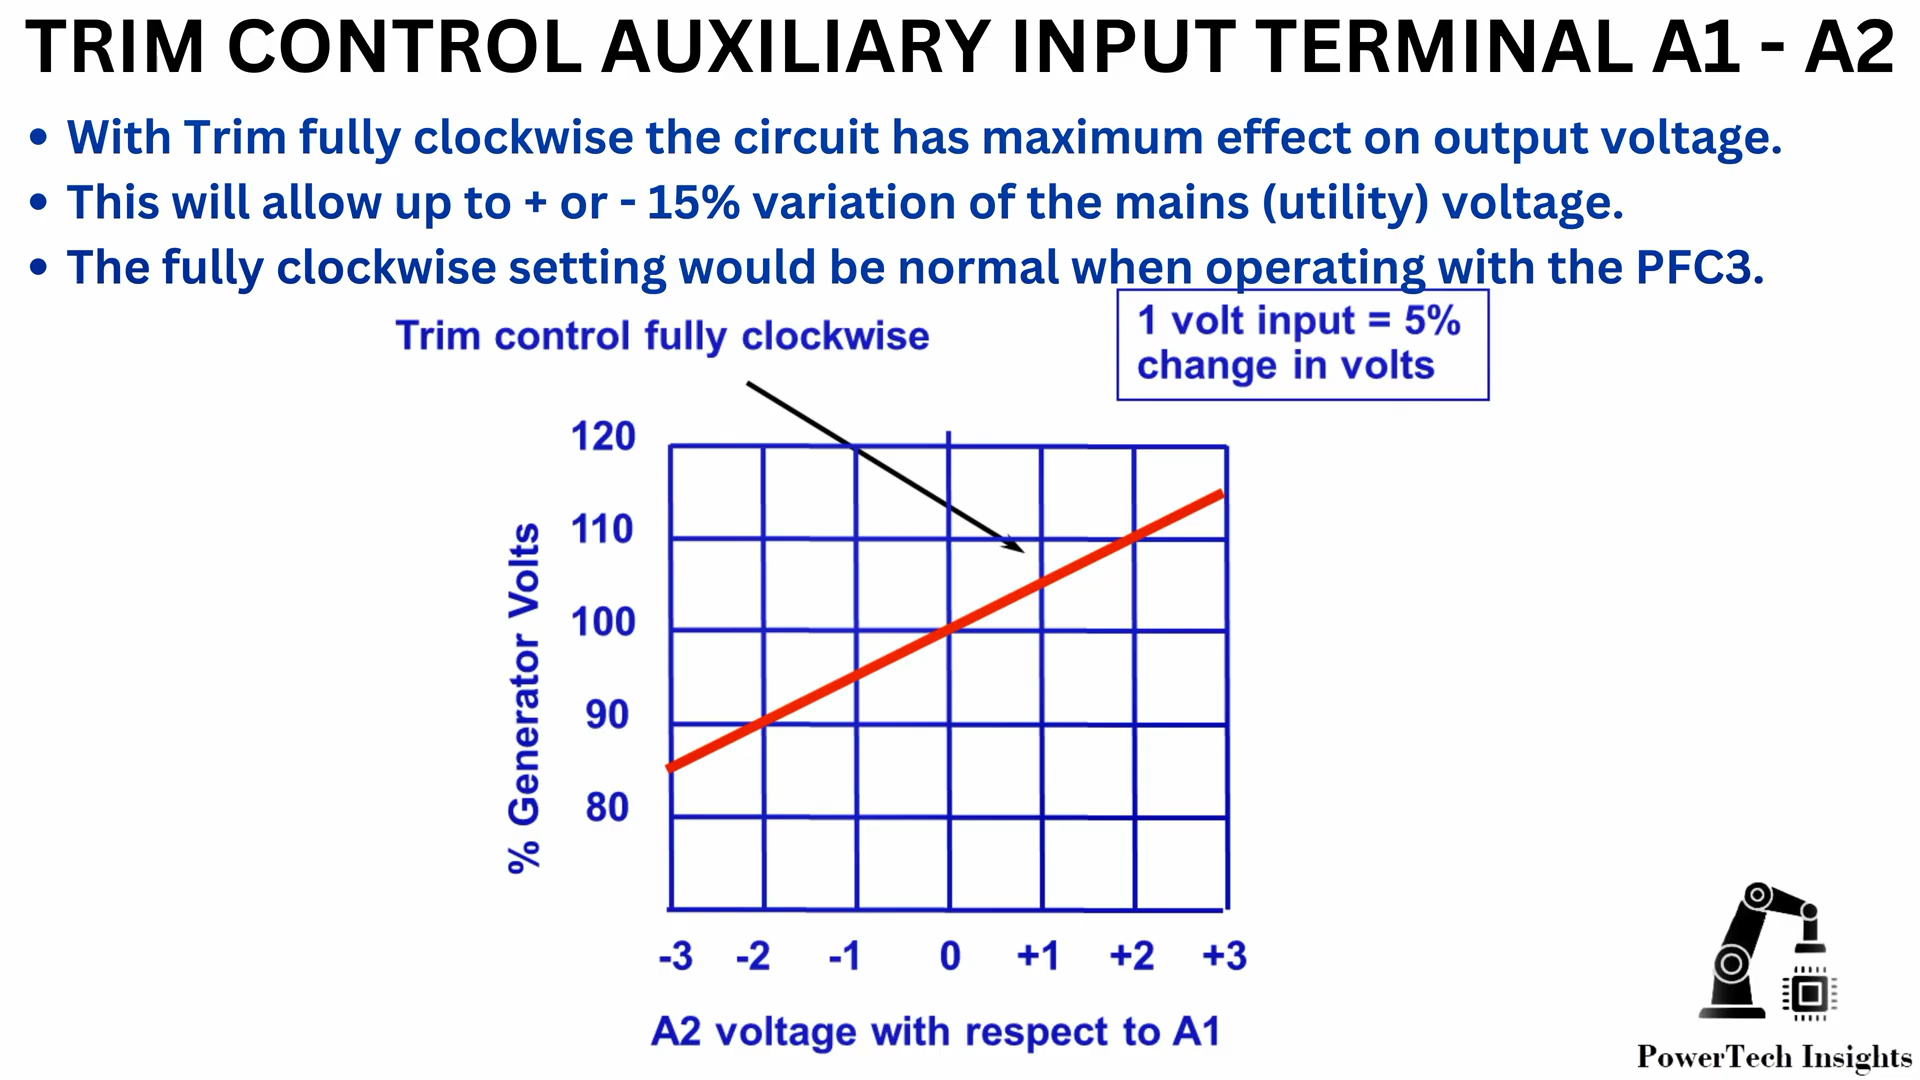 TRIM CONTROL AUXILIARY INPUT TERMINAL A1 - A2
• With Trim fully clockwise the circuit has maximum effect on output voltage.
• This will allow up to + or - 15% variation of the mains (utility) voltage.
• The fully clockwise setting would be normal when operating with the PFC3.
Trim control fully clockwise
1 volt input = 5%
change in volts
% Generator Volts
120
110
100
90
80
-3 -2 -1 0 +1 +2 +3
A2 voltage with respect to A1
PowerTech Insights